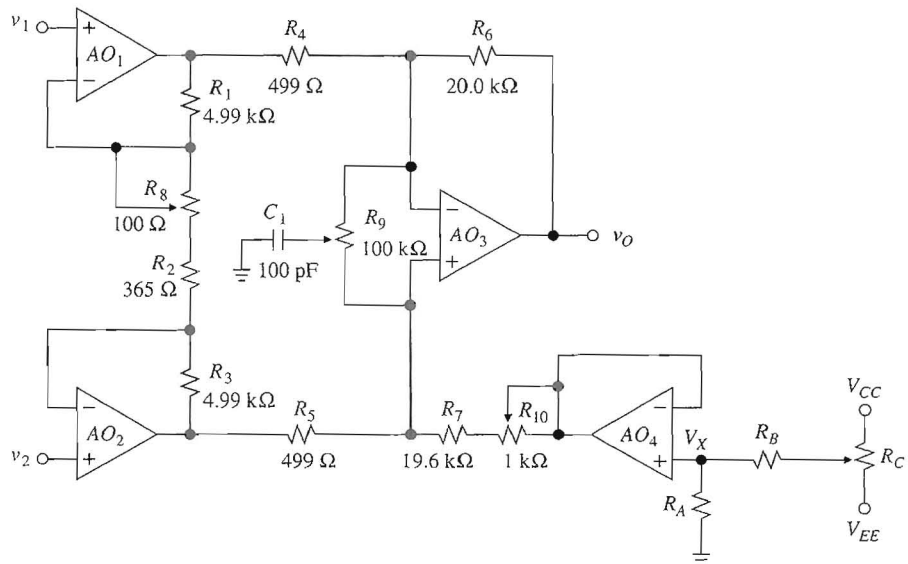 v1
+
AO1
−
R4
499 Ω
R6
20.0 kΩ
R1
4.99 kΩ
R8
100 Ω
C1
100 pF
R9
100 kΩ
−
AO3
+
vO
R2
365 Ω
R3
4.99 kΩ
−
AO2
+
v2
R5
499 Ω
R7
19.6 kΩ
R10
1 kΩ
−
AO4
+
VX
RB
VCC
RC
RA
VEE